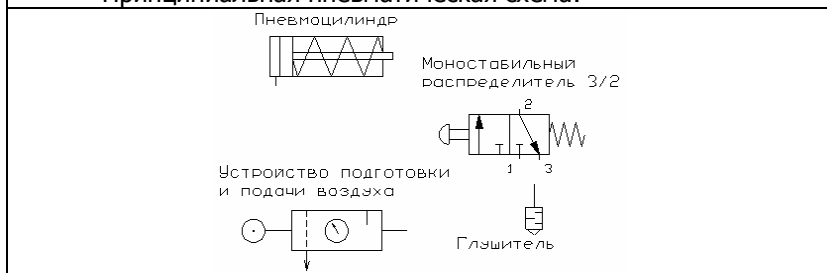 Принципиальная пневматическая схема:
Пневмоцилиндр
Моностабильный
распределитель 3/2
2
1 3
Устройство подготовки
и подачи воздуха
Глушитель